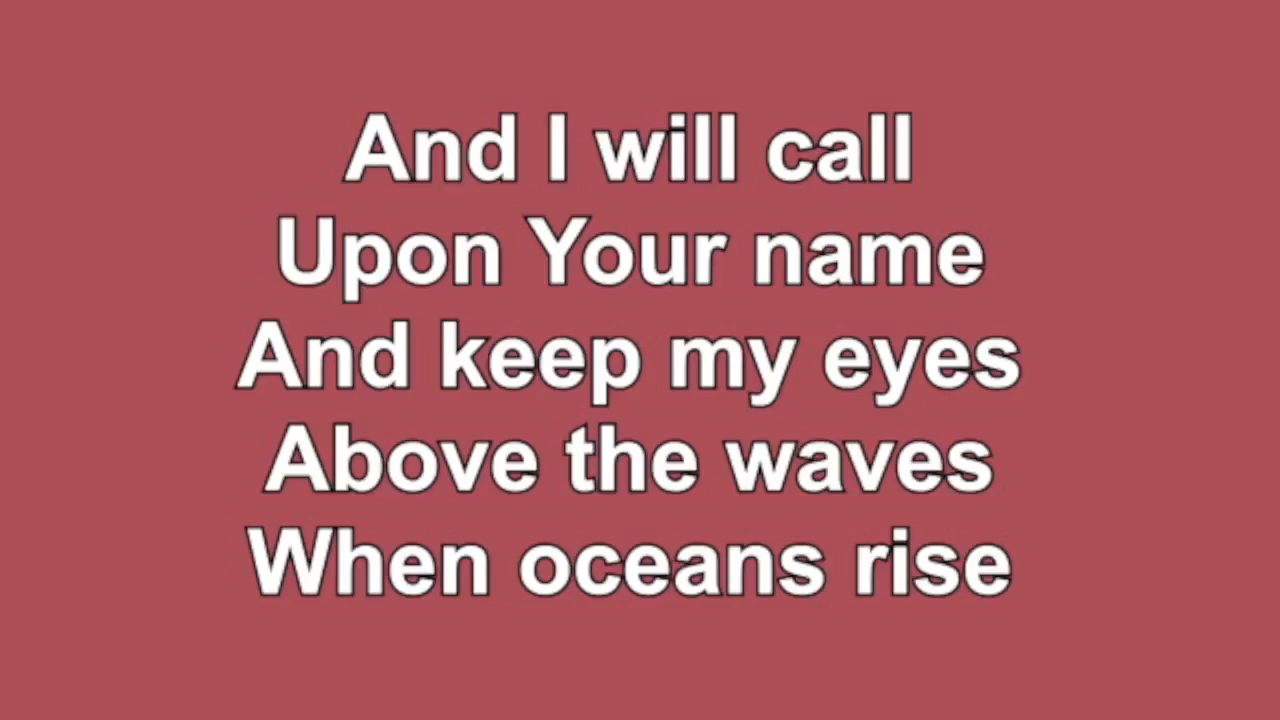 And I will call
Upon Your name
And keep my eyes
Above the waves
When oceans rise